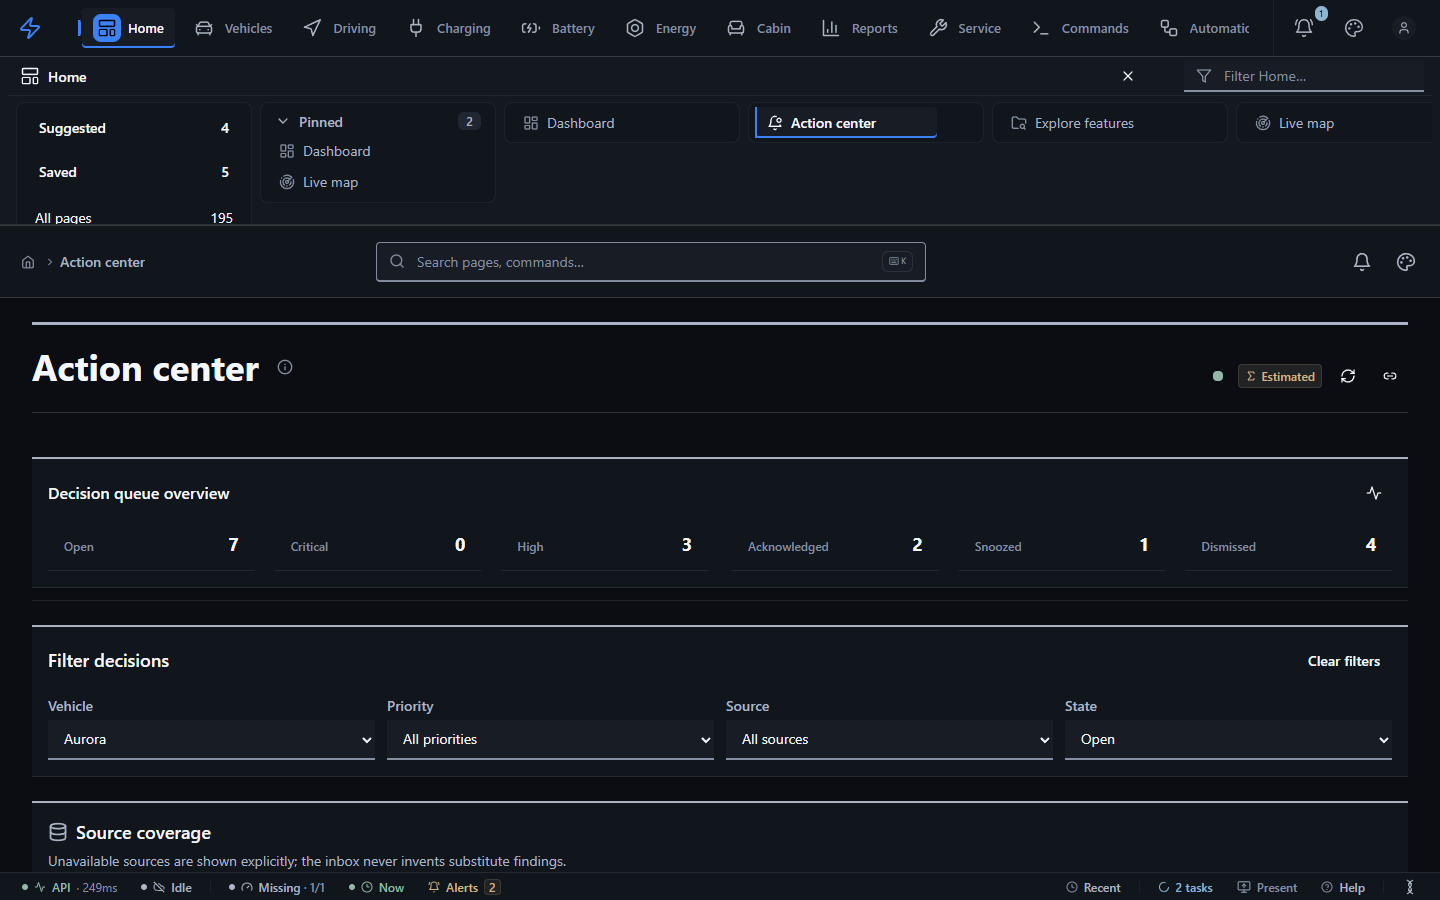 Home
Vehicles
Driving
Charging
Battery
Energy
Cabin
Reports
Service
Commands
Automatic
1
Home
Filter Home...
Suggested 4
Saved 5
All pages 195
Pinned 2
Dashboard
Live map
Dashboard
Action center
Explore features
Live map
Action center
Search pages, commands...
K
Action center
Σ Estimated
Decision queue overview
Open 7
Critical 0
High 3
Acknowledged 2
Snoozed 1
Dismissed 4
Filter decisions
Clear filters
Vehicle
Priority
Source
State
Aurora
All priorities
All sources
Open
Source coverage
Unavailable sources are shown explicitly; the inbox never invents substitute findings.
API · 249ms
Idle
Missing · 1/1
Now
Alerts 2
Recent
2 tasks
Present
Help